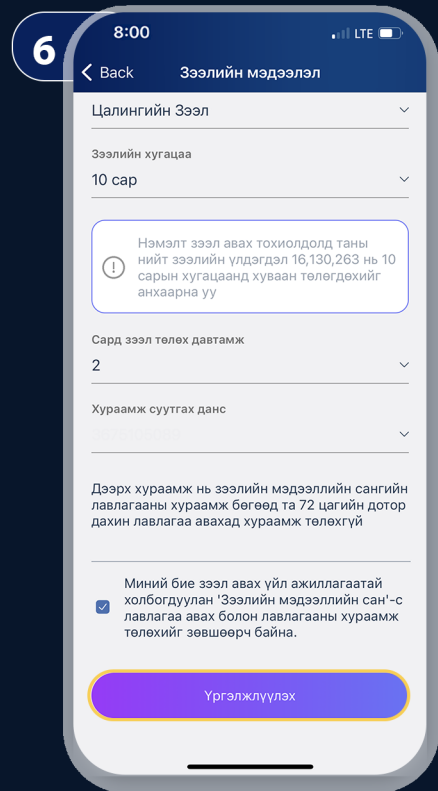 6
8:00
LTE
Back
Зээлийн мэдээлэл
Цалингийн Зээл
Зээлийн хугацаа
10 сар
Нэмэлт зээл авах тохиолдолд таны
нийт зээлийн үлдэгдэл 16,130,263 нь 10
сарын хугацаанд хуваан төлөгдөхийг
анхаарна уу
Сард зээл төлөх давтамж
2
Хураамж суутгах данс
Дээрх хураамж нь зээлийн мэдээллийн сангийн
лавлагааны хураамж бөгөөд та 72 цагийн дотор
дахин лавлагаа авахад хураамж төлөхгүй
Миний бие зээл авах үйл ажиллагаатай
холбогдуулан 'Зээлийн мэдээллийн сан'-с
лавлагаа авах болон лавлагааны хураамж
төлөхийг зөвшөөрч байна.
Үргэлжлүүлэх